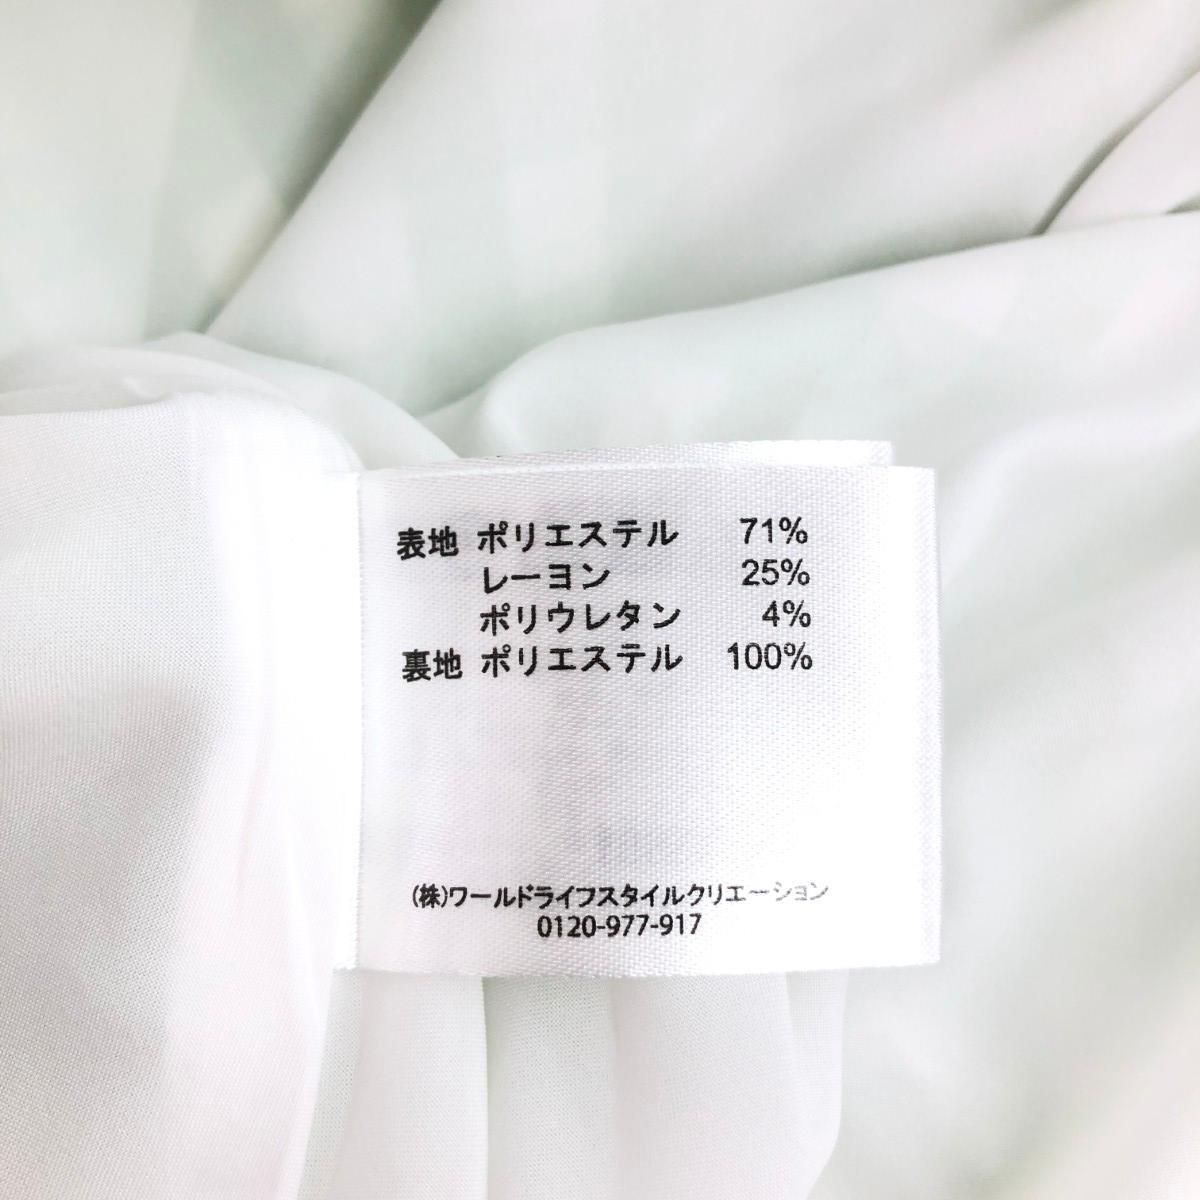 表地 ポリエステル 71%
レーヨン 25%
ポリウレタン 4%
裏地 ポリエステル 100%
(株)ワールドライフスタイルクリエーション
0120-977-917